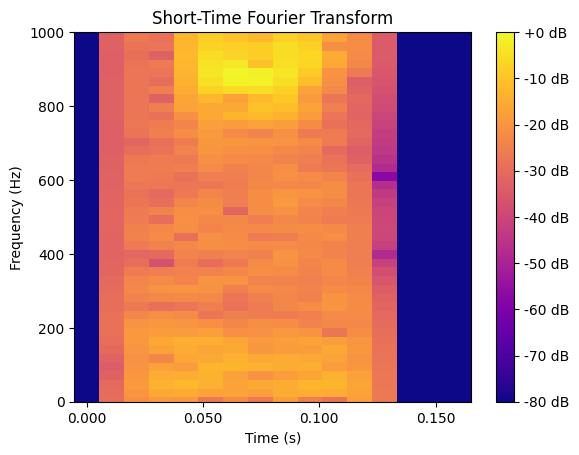 Short-Time Fourier Transform
1000
800
600
400
200
0
Frequency (Hz)
0.000
0.050
0.100
0.150
Time (s)
+0 dB
-10 dB
-20 dB
-30 dB
-40 dB
-50 dB
-60 dB
-70 dB
-80 dB